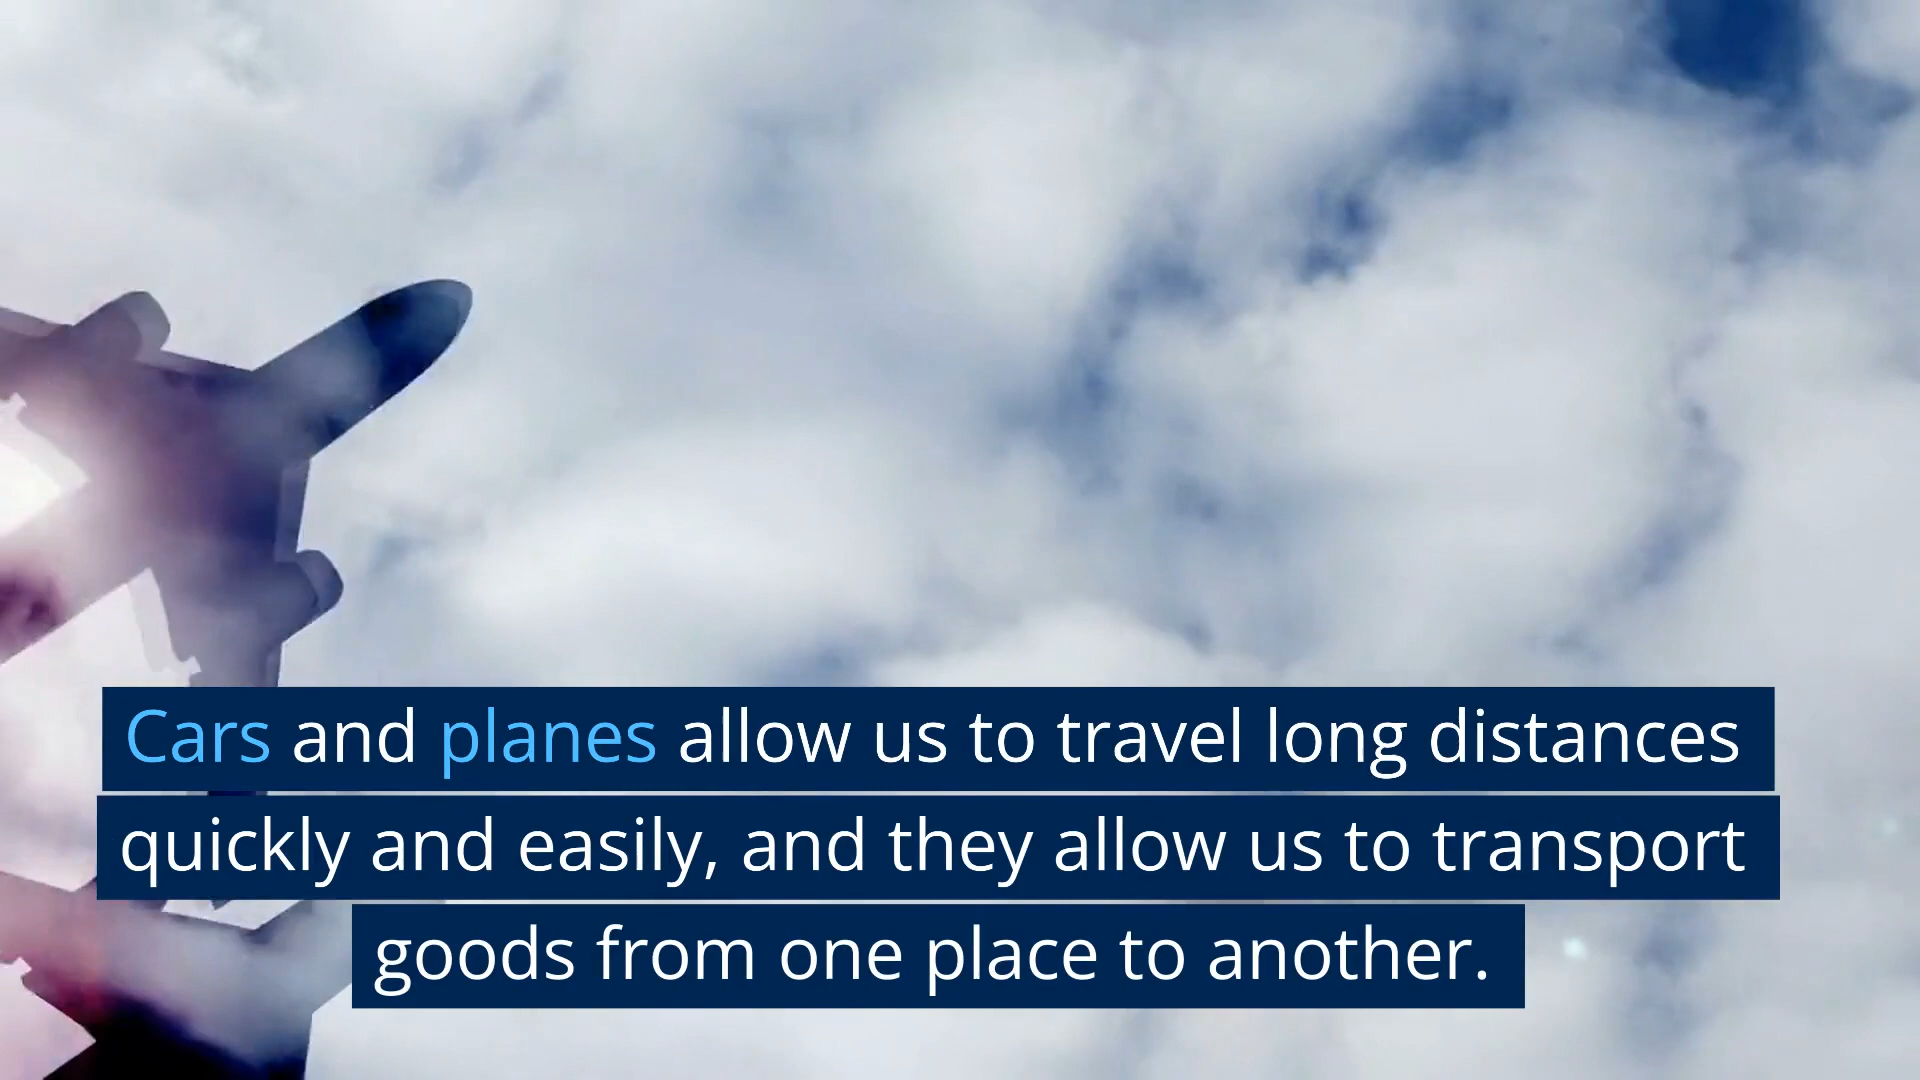 Cars and planes allow us to travel long distances
quickly and easily, and they allow us to transport
goods from one place to another.